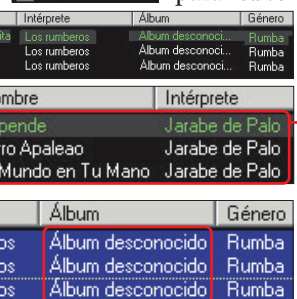 Intérprete Álbum Género
ita Los rumberos Álbum desconoci... Rumba
Los rumberos Álbum desconoci... Rumba
Los rumberos Álbum desconoci... Rumba
mbre Intérprete
pende Jarabe de Palo
ro Apaleao Jarabe de Palo
Mundo en Tu Mano Jarabe de Palo
Álbum Género
os Álbum desconocido Rumba
os Álbum desconocido Rumba
os Álbum desconocido Rumba